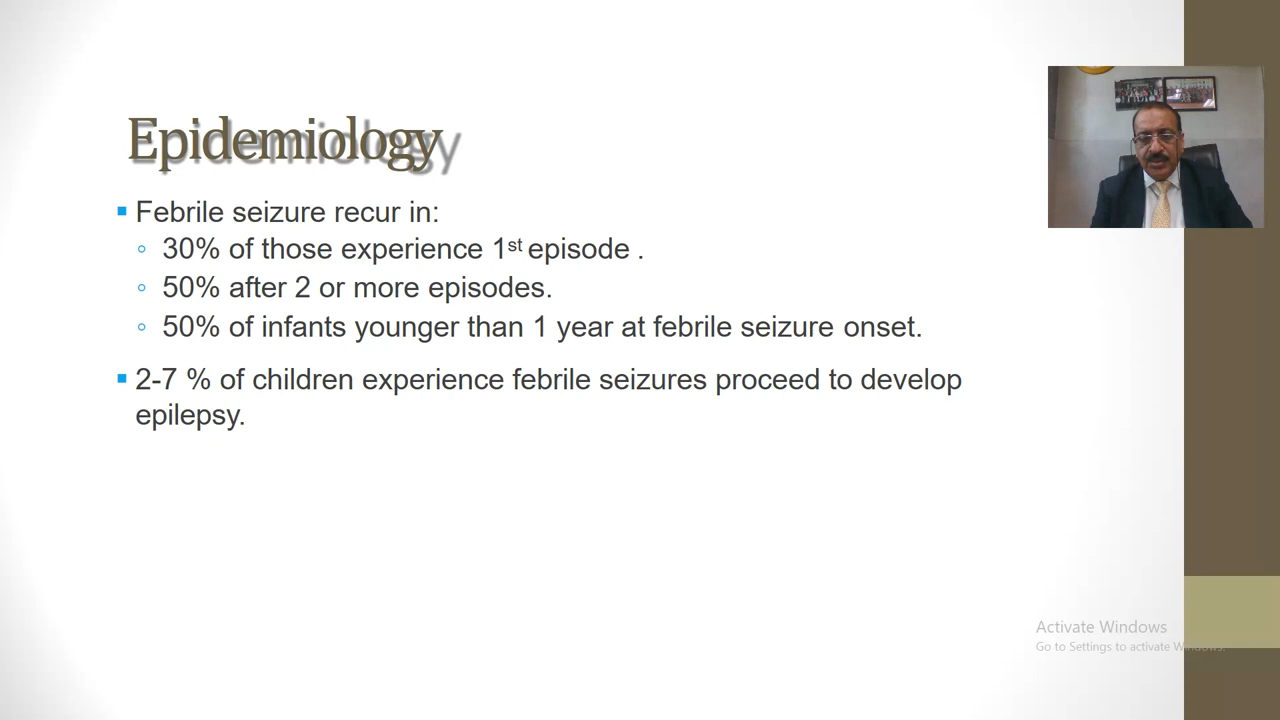 Epidemiology
▪ Febrile seizure recur in:
◦ 30% of those experience 1st episode .
◦ 50% after 2 or more episodes.
◦ 50% of infants younger than 1 year at febrile seizure onset.
▪ 2-7 % of children experience febrile seizures proceed to develop
epilepsy.
Activate Windows
Go to Settings to activate Windows.